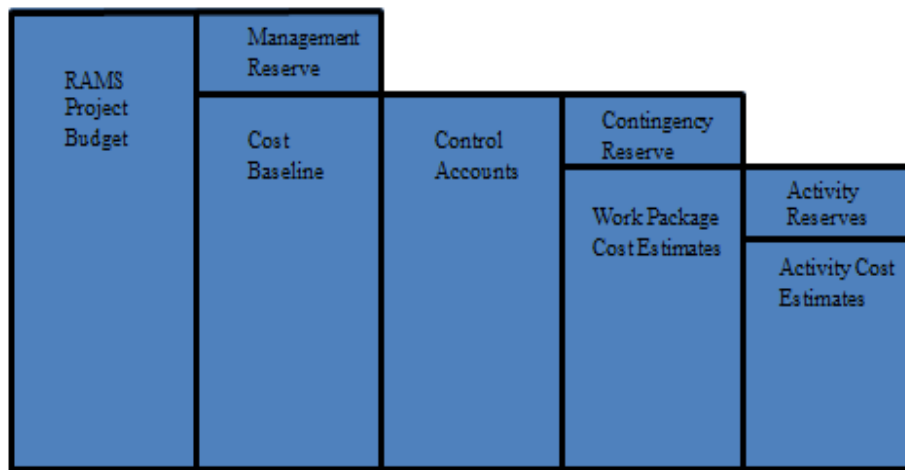 RAMS
Project
Budget
Management
Reserve
Cost
Baseline
Control
Accounts
Contingency
Reserve
Work Package
Cost Estimates
Activity
Reserves
Activity Cost
Estimates